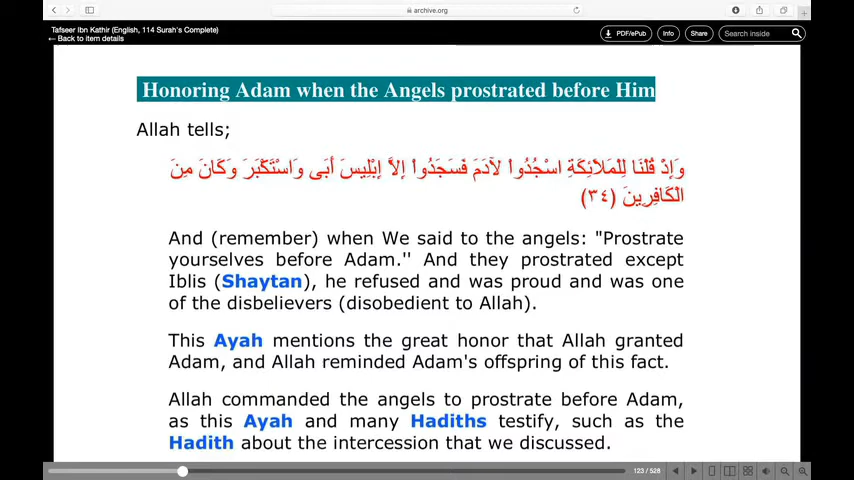 archive.org
Tafseer Ibn Kathir (English, 114 Surah's Complete)
← Back to item details
PDF/ePub
Info
Share
Search inside
Honoring Adam when the Angels prostrated before Him
Allah tells;
وَإِذْ قُلْنَا لِلْمَلَائِكَةِ اسْجُدُواْ لآدَمَ فَسَجَدُواْ إِلاَّ إِبْلِيسَ أَبَى وَاسْتَكْبَرَ وَكَانَ مِنَ
الْكَافِرِينَ (٣٤)
And (remember) when We said to the angels: "Prostrate
yourselves before Adam.'' And they prostrated except
Iblis (Shaytan), he refused and was proud and was one
of the disbelievers (disobedient to Allah).
This Ayah mentions the great honor that Allah granted
Adam, and Allah reminded Adam's offspring of this fact.
Allah commanded the angels to prostrate before Adam,
as this Ayah and many Hadiths testify, such as the
Hadith about the intercession that we discussed.
123 / 528